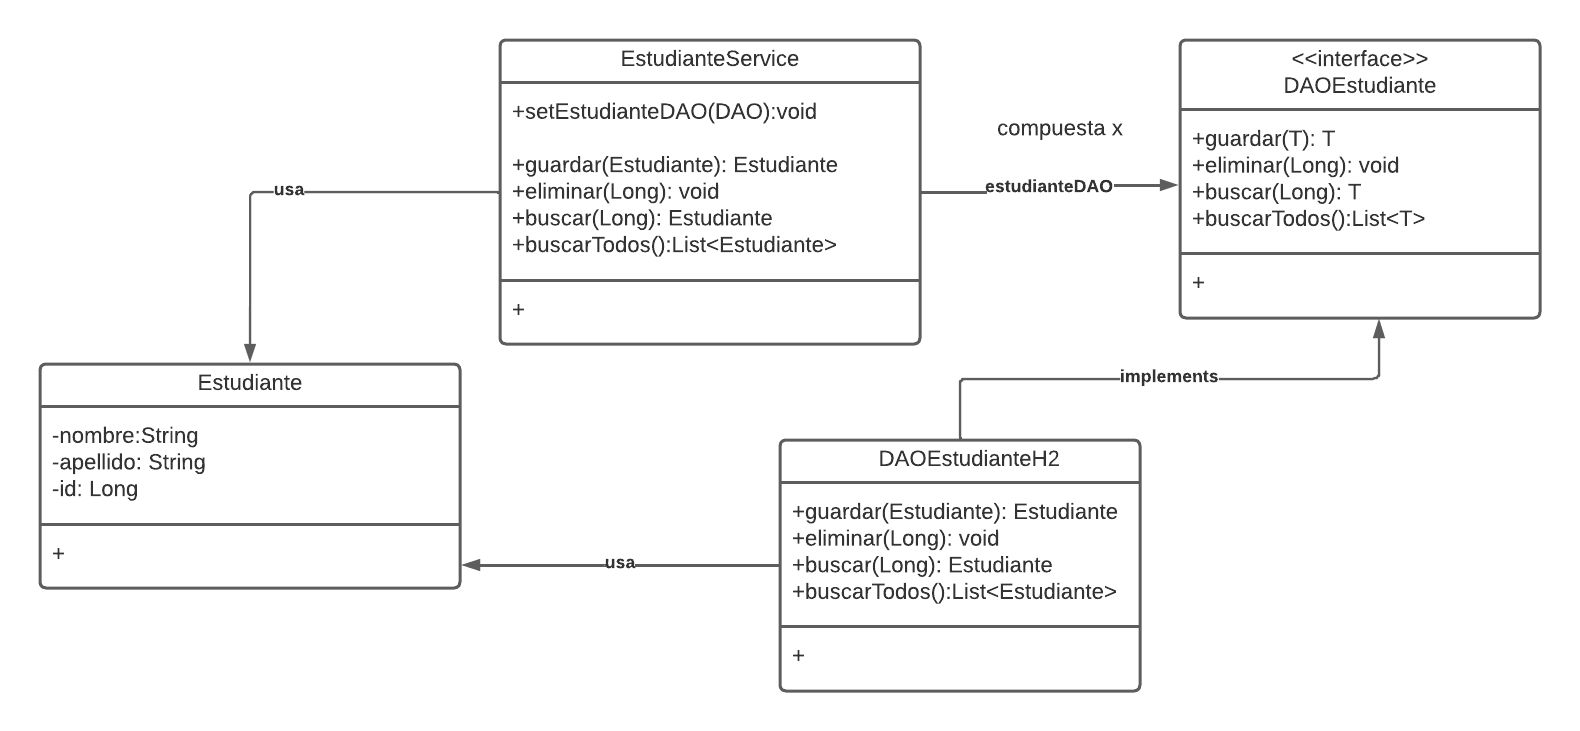 EstudianteService
+setEstudianteDAO(DAO):void
+guardar(Estudiante): Estudiante
+eliminar(Long): void
+buscar(Long): Estudiante
+buscarTodos():List<Estudiante>
+
compuesta x
estudianteDAO
<<interface>>
DAOEstudiante
+guardar(T): T
+eliminar(Long): void
+buscar(Long): T
+buscarTodos():List<T>
+
usa
implements
Estudiante
-nombre:String
-apellido: String
-id: Long
+
usa
DAOEstudianteH2
+guardar(Estudiante): Estudiante
+eliminar(Long): void
+buscar(Long): Estudiante
+buscarTodos():List<Estudiante>
+